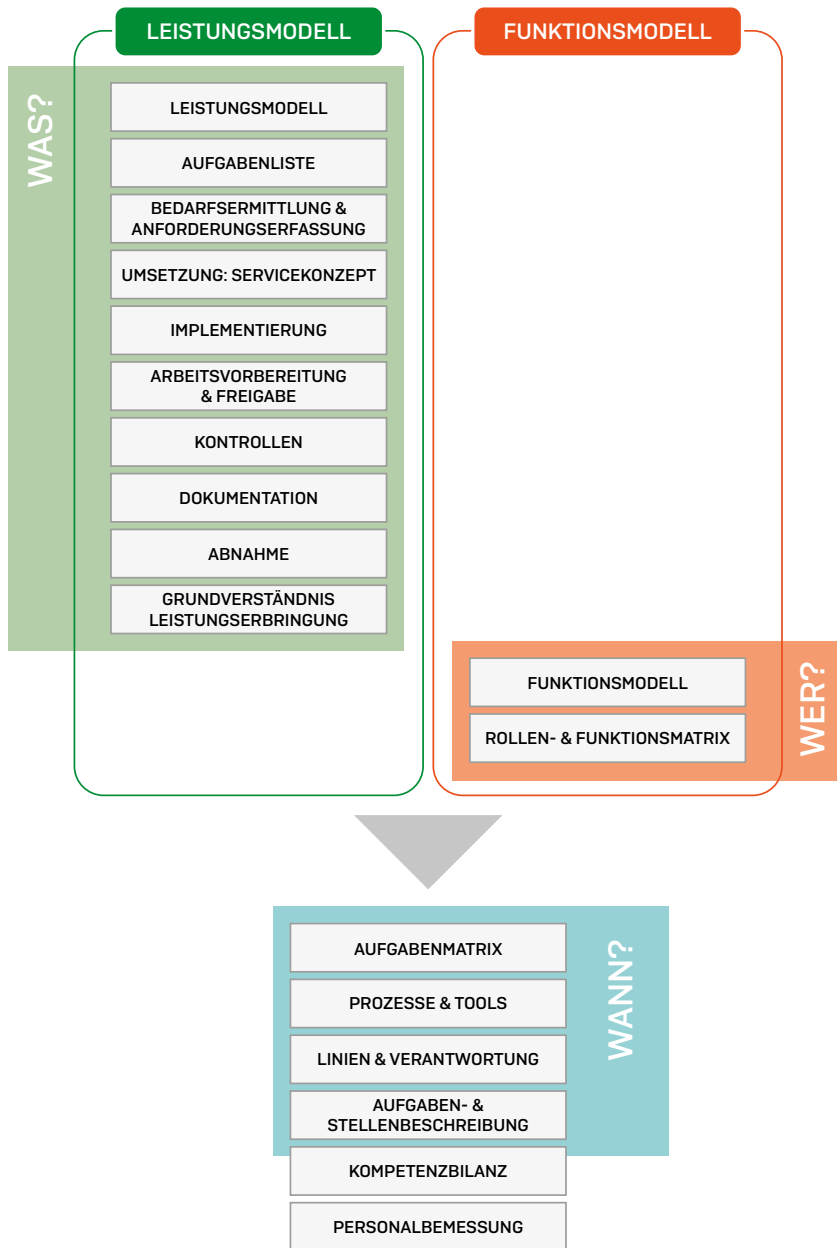 LEISTUNGSMODELL
FUNKTIONSMODELL
WAS?
LEISTUNGSMODELL
AUFGABENLISTE
BEDARFSERMITTLUNG &
ANFORDERUNGSERFASSUNG
UMSETZUNG: SERVICEKONZEPT
IMPLEMENTIERUNG
ARBEITSVORBEREITUNG
& FREIGABE
KONTROLLEN
DOKUMENTATION
ABNAHME
GRUNDVERSTÄNDNIS
LEISTUNGSERBRINGUNG
FUNKTIONSMODELL
ROLLEN- & FUNKTIONSMATRIX
WER?
AUFGABENMATRIX
PROZESSE & TOOLS
LINIEN & VERANTWORTUNG
AUFGABEN- &
STELLENBESCHREIBUNG
KOMPETENZBILANZ
PERSONALBEMESSUNG
WANN?